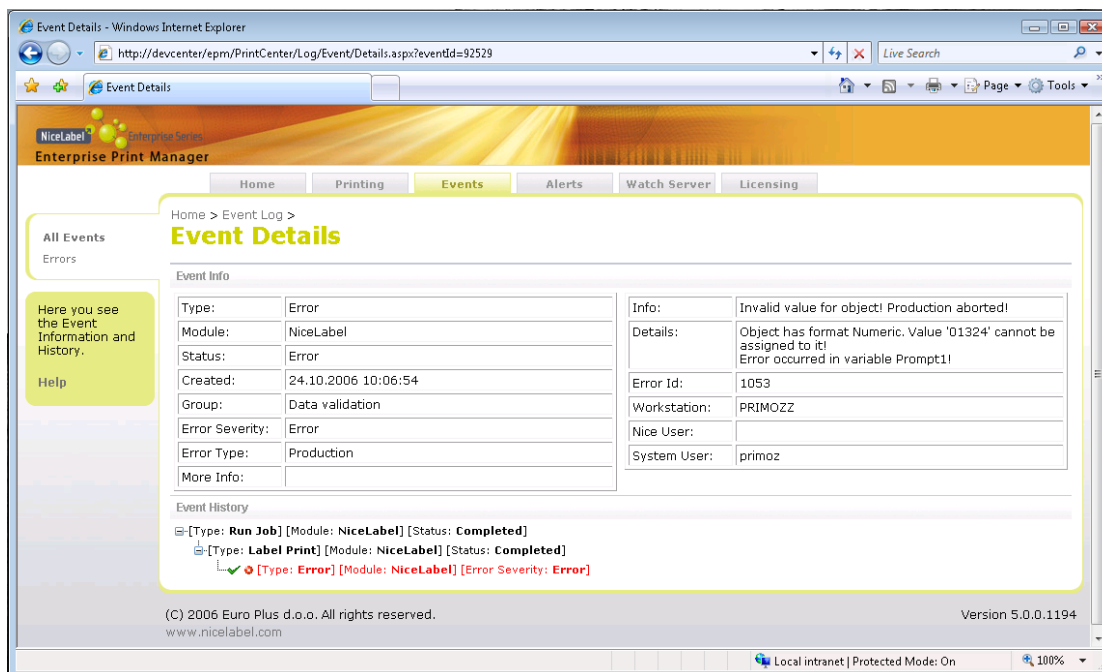 Event Details - Windows Internet Explorer
http://devcenter/epm/PrintCenter/Log/Event/Details.aspx?eventId=92529
Live Search
Event Details
Page
Tools
NiceLabel Enterprise Series
Enterprise Print Manager
Home Printing Events Alerts Watch Server Licensing
All Events
Errors
Here you see
the Event
Information and
History.
Help
Home > Event Log >
Event Details
Event Info
Type: Error
Module: NiceLabel
Status: Error
Created: 24.10.2006 10:06:54
Group: Data validation
Error Severity: Error
Error Type: Production
More Info:
Info: Invalid value for object! Production aborted!
Details: Object has format Numeric. Value '01324' cannot be
assigned to it!
Error occurred in variable Prompt1!
Error Id: 1053
Workstation: PRIMOZZ
Nice User:
System User: primoz
Event History
[Type: Run Job] [Module: NiceLabel] [Status: Completed]
[Type: Label Print] [Module: NiceLabel] [Status: Completed]
[Type: Error] [Module: NiceLabel] [Error Severity: Error]
(C) 2006 Euro Plus d.o.o. All rights reserved. Version 5.0.0.1194
www.nicelabel.com
Local intranet | Protected Mode: On 100%